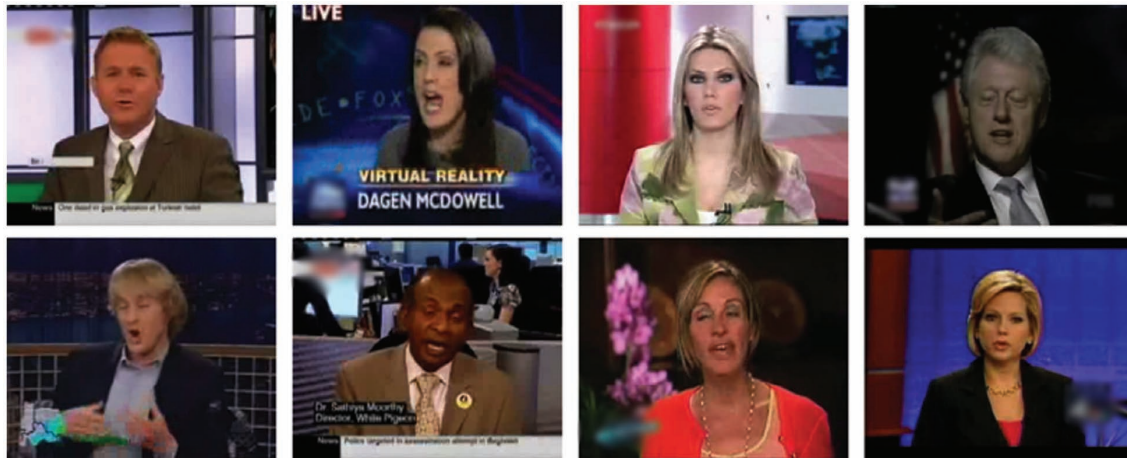 News One dead in gas explosion at Turkish hotel
LIVE
DE•FOX
VIRTUAL REALITY
DAGEN MCDOWELL
Dr. Sathya Moorthy
Director, White Pigeon
News Police targeted in assassination attempt in Baghdad